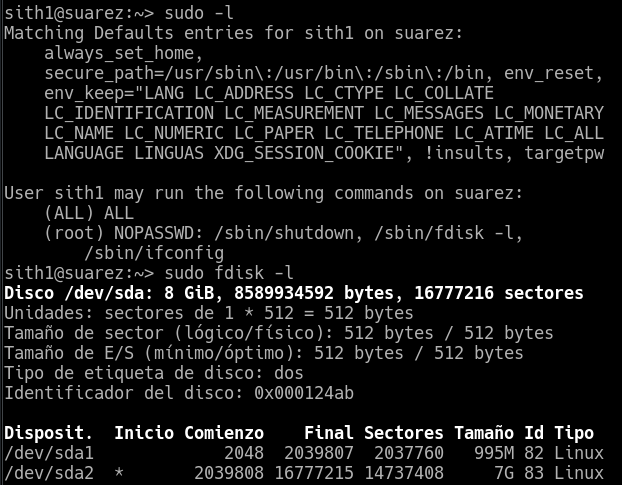 sith1@suarez:~> sudo -l
Matching Defaults entries for sith1 on suarez:
    always_set_home,
    secure_path=/usr/sbin\:/usr/bin\:/sbin\:/bin, env_reset,
    env_keep="LANG LC_ADDRESS LC_CTYPE LC_COLLATE
    LC_IDENTIFICATION LC_MEASUREMENT LC_MESSAGES LC_MONETARY
    LC_NAME LC_NUMERIC LC_PAPER LC_TELEPHONE LC_ATIME LC_ALL
    LANGUAGE LINGUAS XDG_SESSION_COOKIE", !insults, targetpw

User sith1 may run the following commands on suarez:
    (ALL) ALL
    (root) NOPASSWD: /sbin/shutdown, /sbin/fdisk -l,
        /sbin/ifconfig
sith1@suarez:~> sudo fdisk -l
Disco /dev/sda: 8 GiB, 8589934592 bytes, 16777216 sectores
Unidades: sectores de 1 * 512 = 512 bytes
Tamaño de sector (lógico/físico): 512 bytes / 512 bytes
Tamaño de E/S (mínimo/óptimo): 512 bytes / 512 bytes
Tipo de etiqueta de disco: dos
Identificador del disco: 0x000124ab

Disposit.  Inicio Comienzo    Final Sectores Tamaño Id Tipo
/dev/sda1             2048  2039807  2037760   995M 82 Linux
/dev/sda2  *       2039808 16777215 14737408     7G 83 Linux